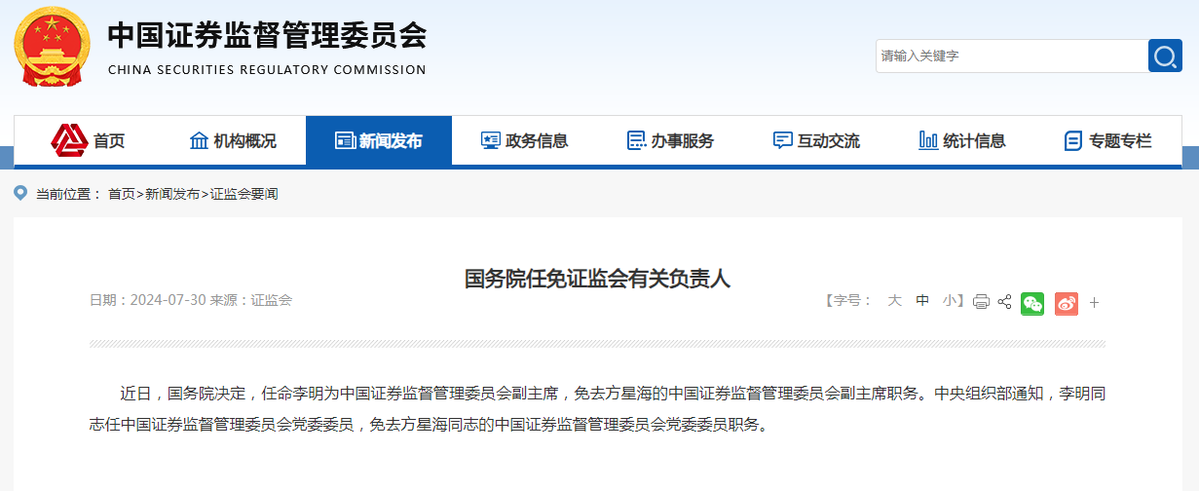 中国证券监督管理委员会
CHINA SECURITIES REGULATORY COMMISSION
请输入关键字
首页 机构概况 新闻发布 政务信息 办事服务 互动交流 统计信息 专题专栏
当前位置： 首页>新闻发布>证监会要闻
国务院任免证监会有关负责人
日期：2024-07-30 来源：证监会 【字号： 大 中 小】
近日，国务院决定，任命李明为中国证券监督管理委员会副主席，免去方星海的中国证券监督管理委员会副主席职务。中央组织部通知，李明同
志任中国证券监督管理委员会党委委员，免去方星海同志的中国证券监督管理委员会党委委员职务。